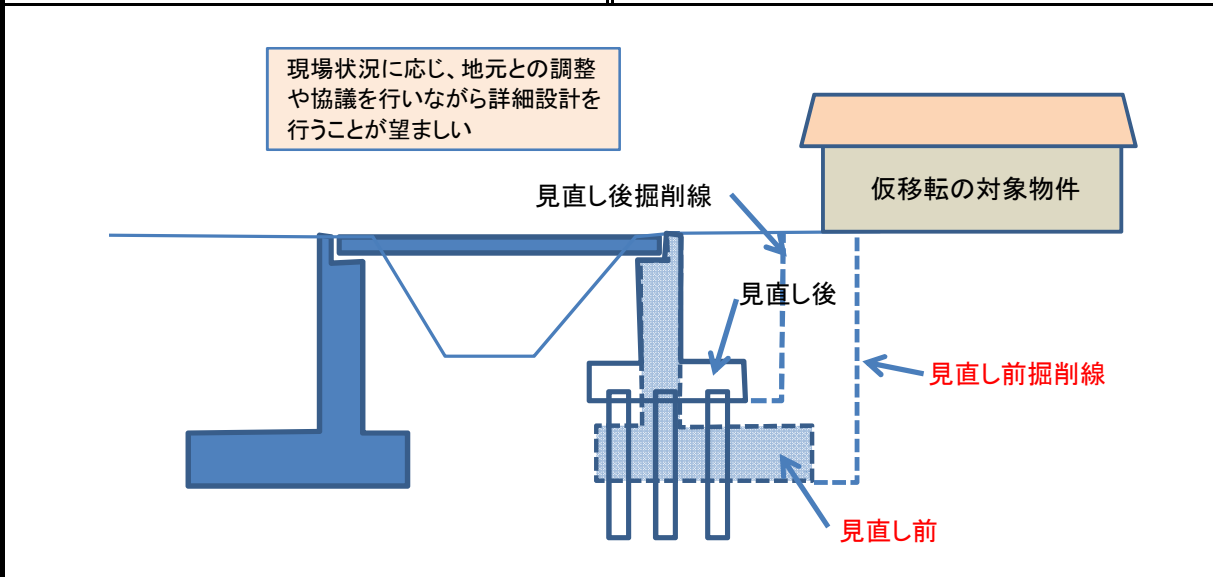 現場状況に応じ、地元との調整
や協議を行いながら詳細設計を
行うことが望ましい
仮移転の対象物件
見直し後掘削線
見直し後
見直し前掘削線
見直し前